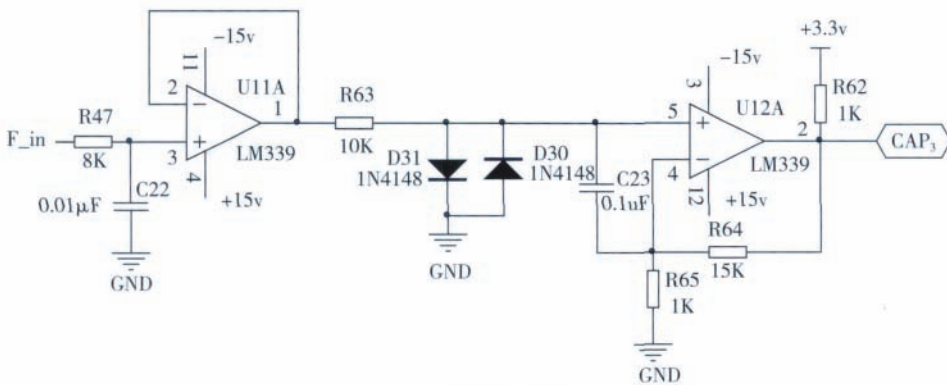 +3.3v
−15v
−15v
11
3
R62
1K
2
U11A
1
R63
5
U12A
2
CAP₃
R47
F_in
8K
3
LM339
10K
D31
1N4148
D30
1N4148
4
LM339
4
C22
0.01μF
+15v
C23
0.1uF
12
+15v
R64
15K
GND
GND
R65
1K
GND